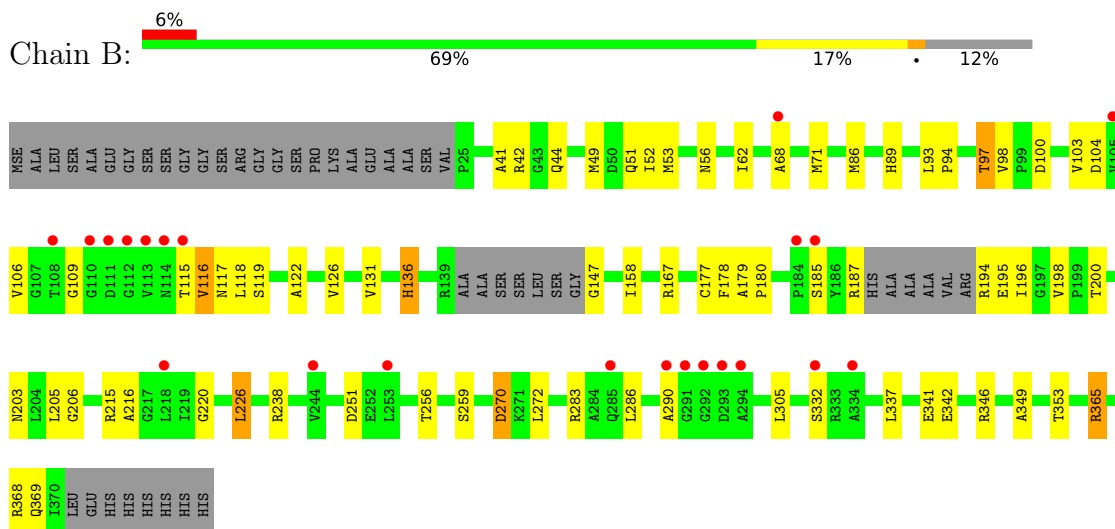 6%
Chain B:
69% 17% • 12%
MSE ALA LEU SER ALA GLU GLY SER SER GLY GLY SER ARG GLY GLY SER PRO LYS ALA GLU ALA ALA SER VAL P25 A41 R42 G43 Q44 M49 D50 Q51 I52 M53 N56 I62 A68 M71 M86 H89 L93 P94 T97 V98 P99 D100 V103 D104 V105
V106 G107 T108 G109 G110 D111 G112 V113 N114 T115 V116 N117 L118 S119 A122 V126 V131 H136 R139 ALA ALA SER SER LEU SER GLY G147 I158 R167 C177 F178 A179 P180 P184 S185 Y186 R187 HIS ALA ALA ALA VAL ARG R194 E195 I196 G197 V198 P199 T200
N203 L204 L205 G206 R215 A216 G217 L218 I219 G220 L226 R238 V244 D251 E252 L253 T256 S259 D270 K271 L272 R283 A284 Q285 L286 A290 G291 G292 D293 A294 L305 S332 R333 A334 L337 E341 E342 R346 A349 T353 R365
R368 Q369 I370 LEU GLU HIS HIS HIS HIS HIS HIS